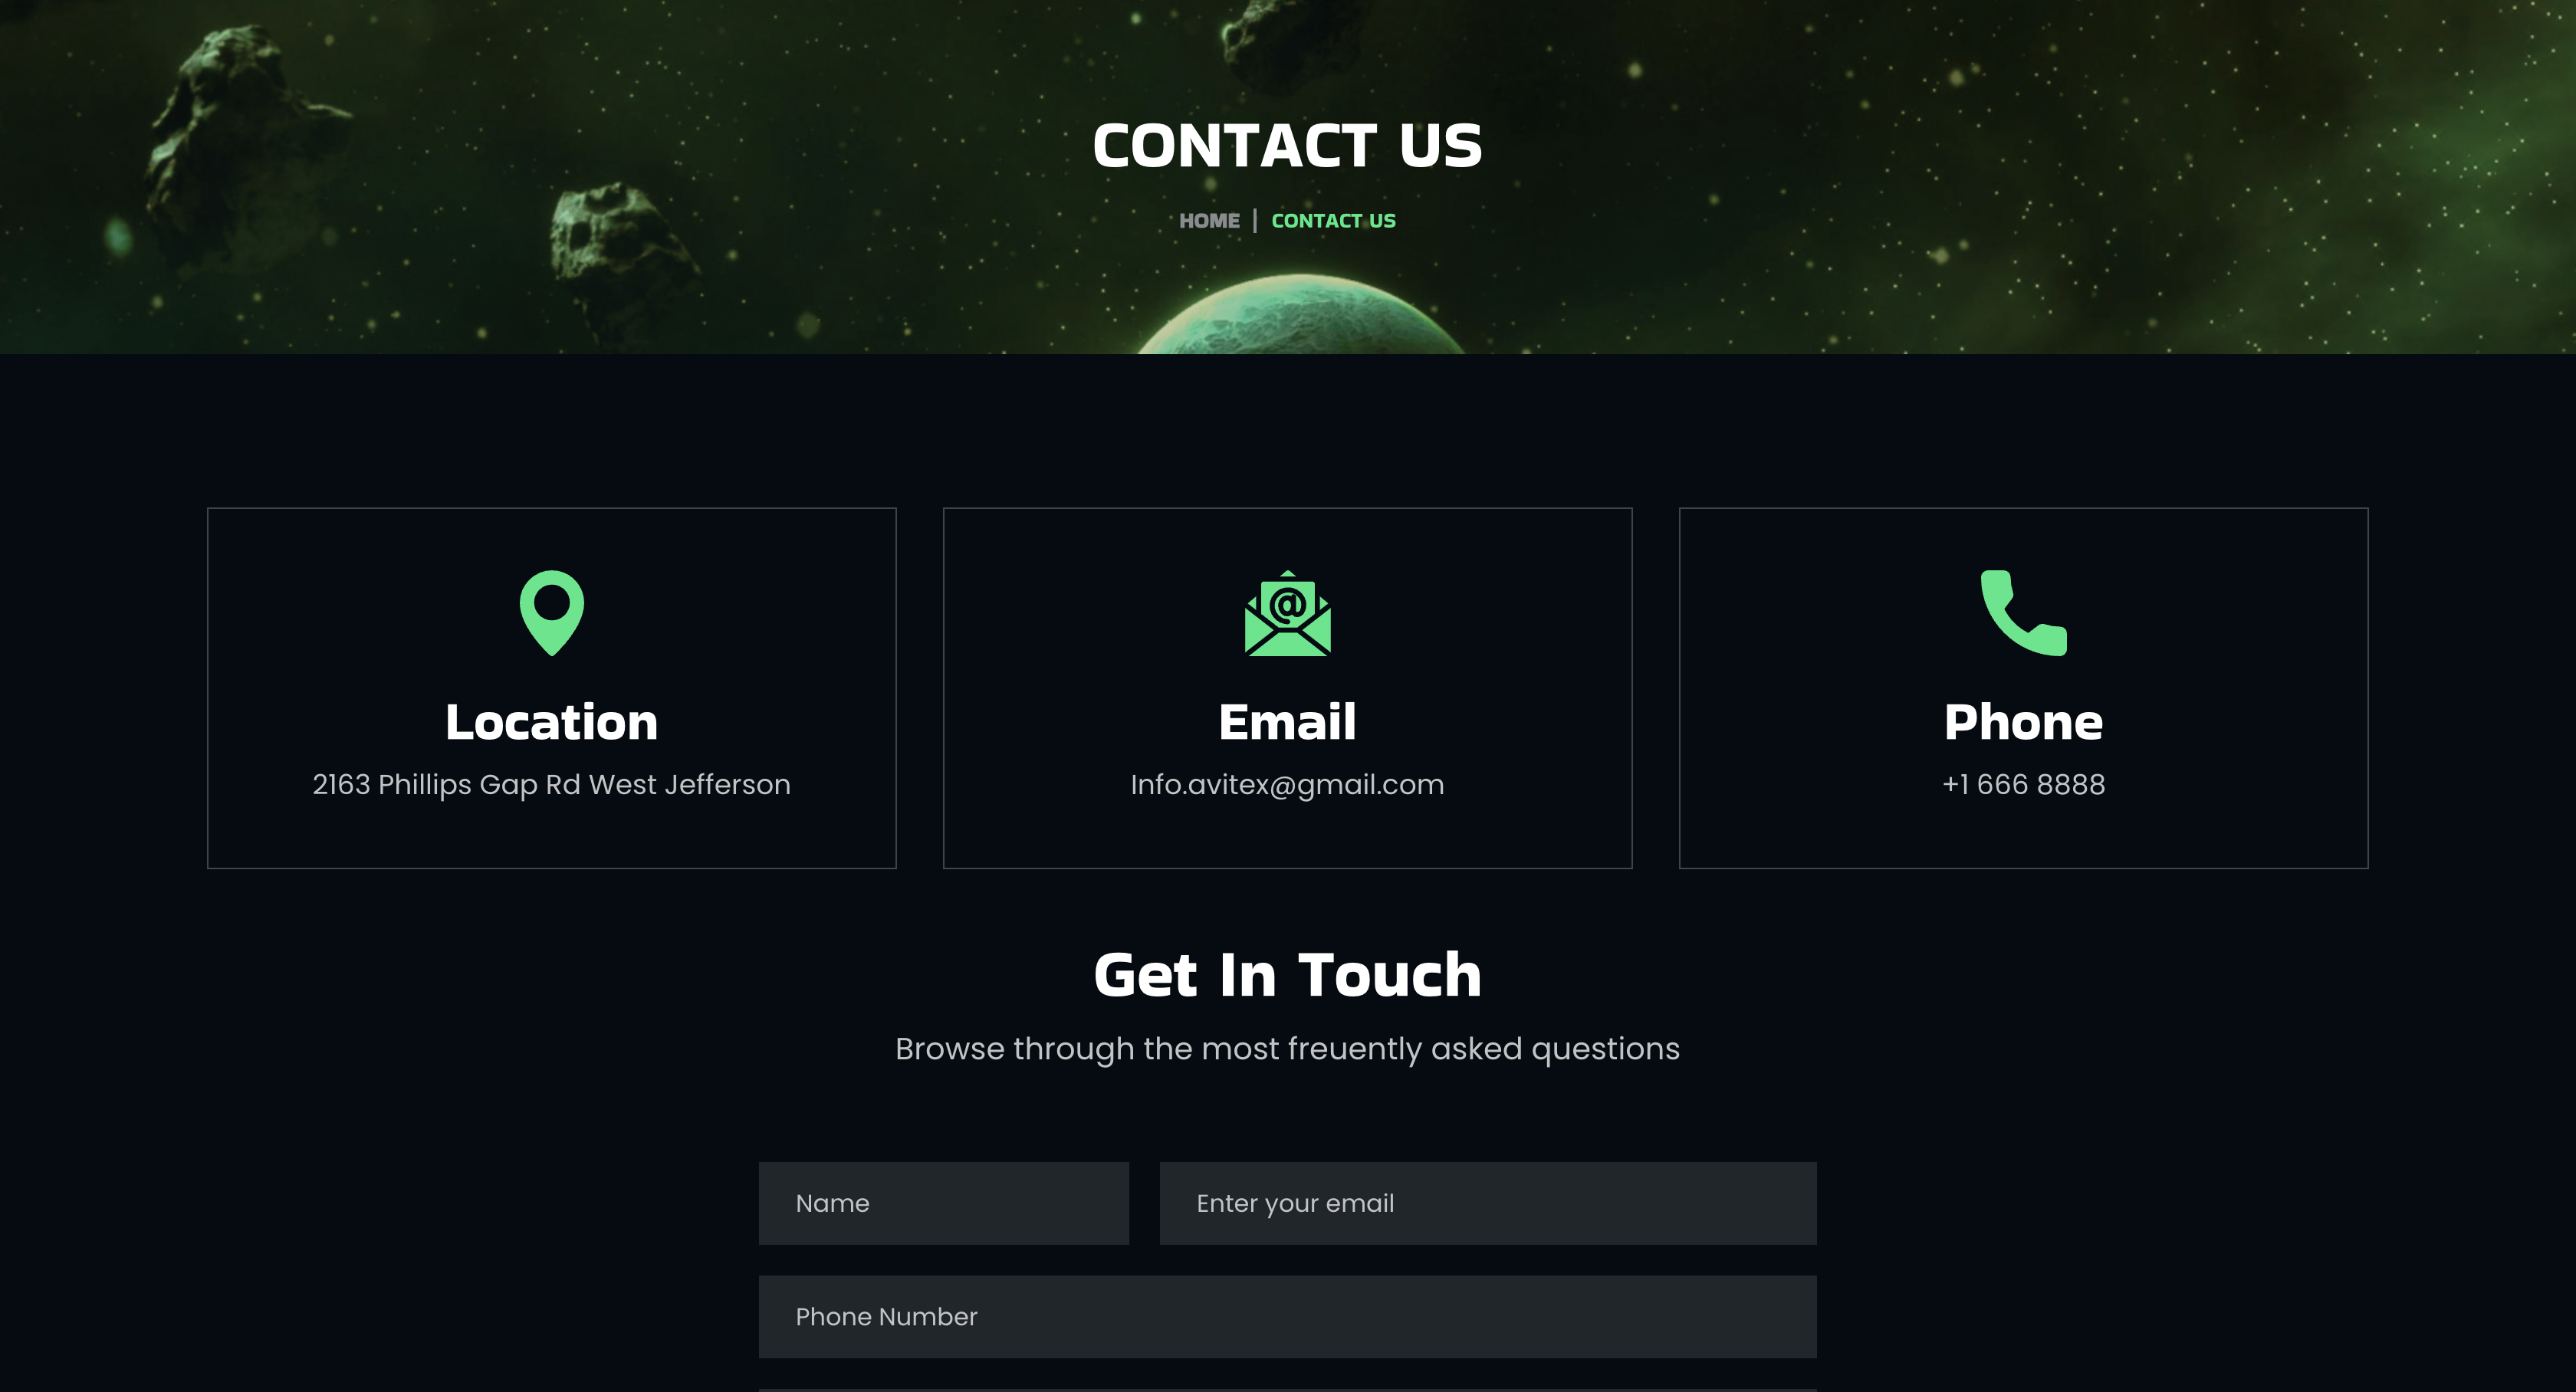 CONTACT US
HOME | CONTACT US
Location
2163 Phillips Gap Rd West Jefferson
Email
Info.avitex@gmail.com
Phone
+1 666 8888
Get In Touch
Browse through the most freuently asked questions
Name
Enter your email
Phone Number